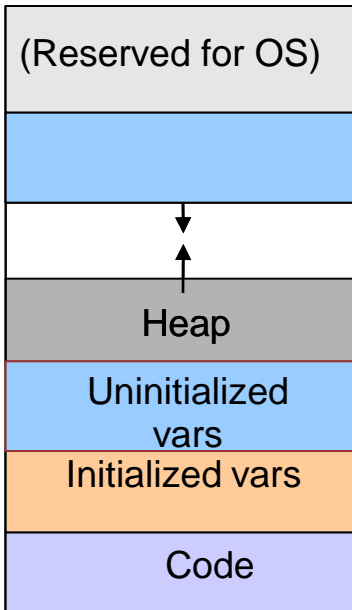 (Reserved for OS)
Heap
Uninitialized
vars
Initialized vars
Code